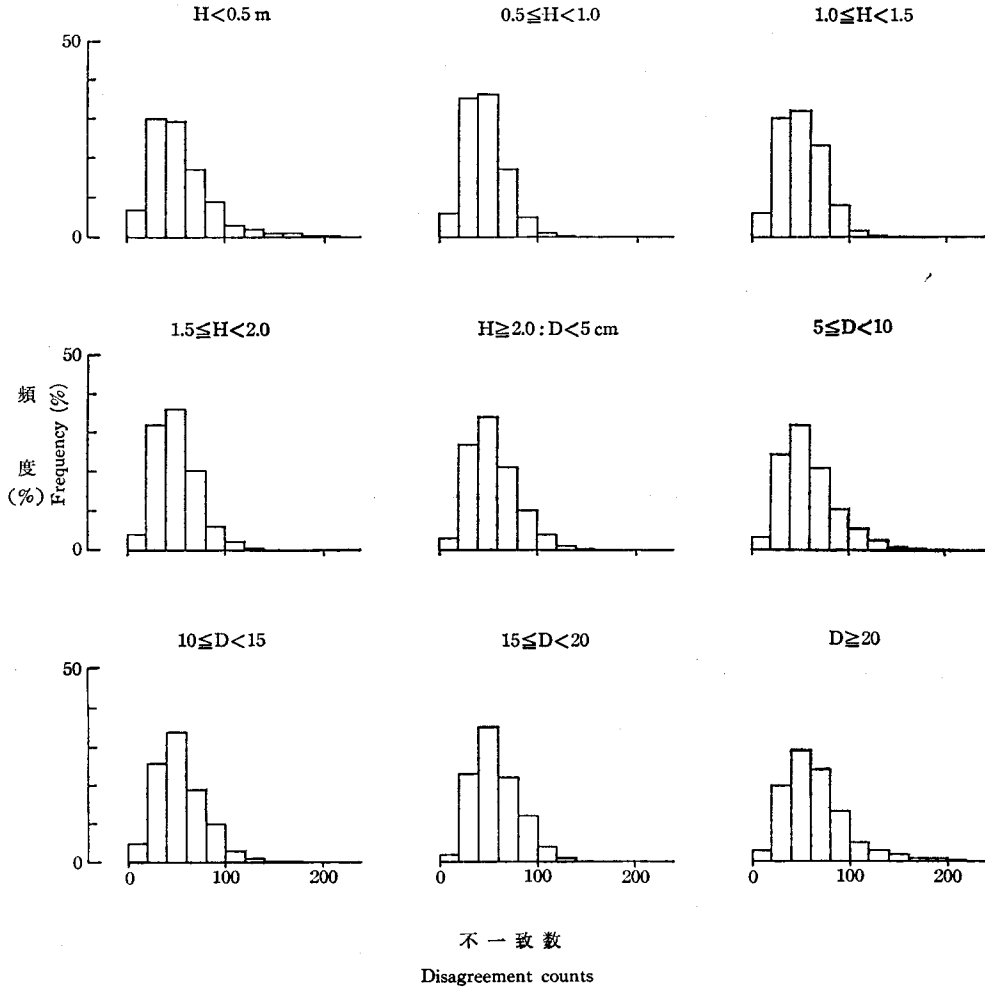 H<0.5 m
0.5≦H<1.0
1.0≦H<1.5
50
0
1.5≦H<2.0
H≧2.0 : D<5 cm
5≦D<10
50
0
頻度(%)
Frequency (%)
10≦D<15
15≦D<20
D≧20
50
0
0 100 200
0 100 200
0 100 200
不一致数
Disagreement counts